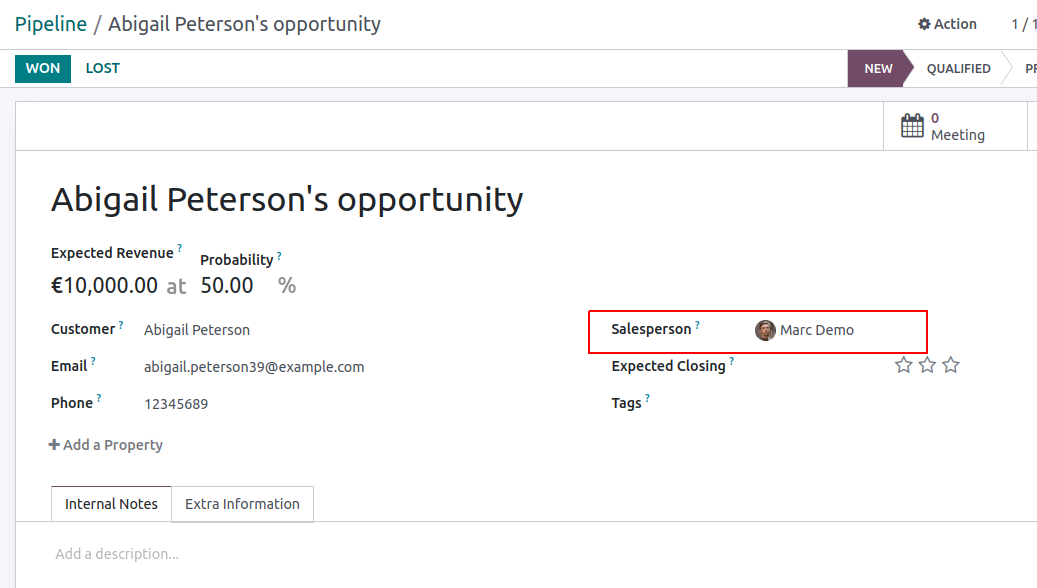 Pipeline / Abigail Peterson's opportunity
Action
1 / 1
WON
LOST
NEW
QUALIFIED
0
Meeting
Abigail Peterson's opportunity
Expected Revenue ?
Probability ?
€10,000.00 at 50.00 %
Customer ? Abigail Peterson
Salesperson ? Marc Demo
Email ? abigail.peterson39@example.com
Expected Closing ?
Phone ? 12345689
Tags ?
Add a Property
Internal Notes
Extra Information
Add a description...